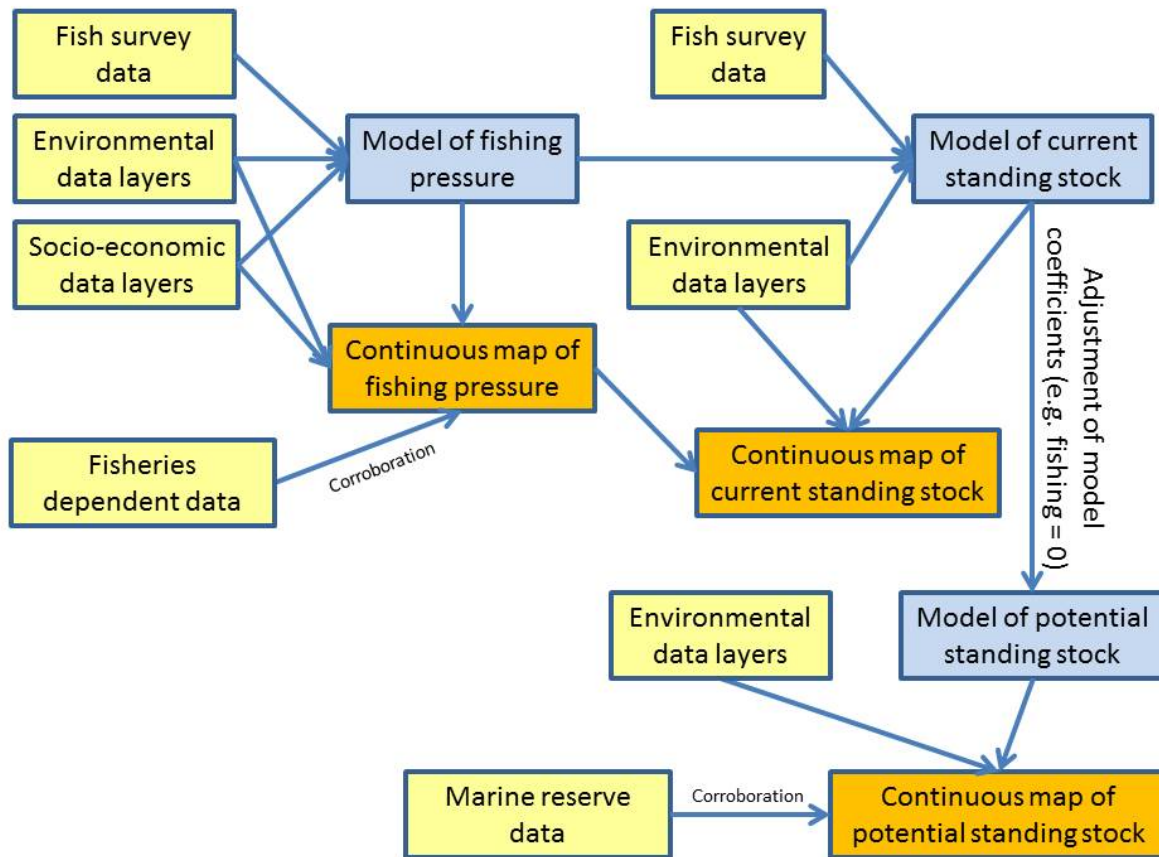 Fish survey
data
Fish survey
data
Environmental
data layers
Model of fishing
pressure
Model of current
standing stock
Socio-economic
data layers
Environmental
data layers
Adjustment of model
coefficients (e.g. fishing = 0)
Continuous map of
fishing pressure
Fisheries
dependent data
Corroboration
Continuous map of
current standing stock
Environmental
data layers
Model of potential
standing stock
Marine reserve
data
Corroboration
Continuous map of
potential standing stock